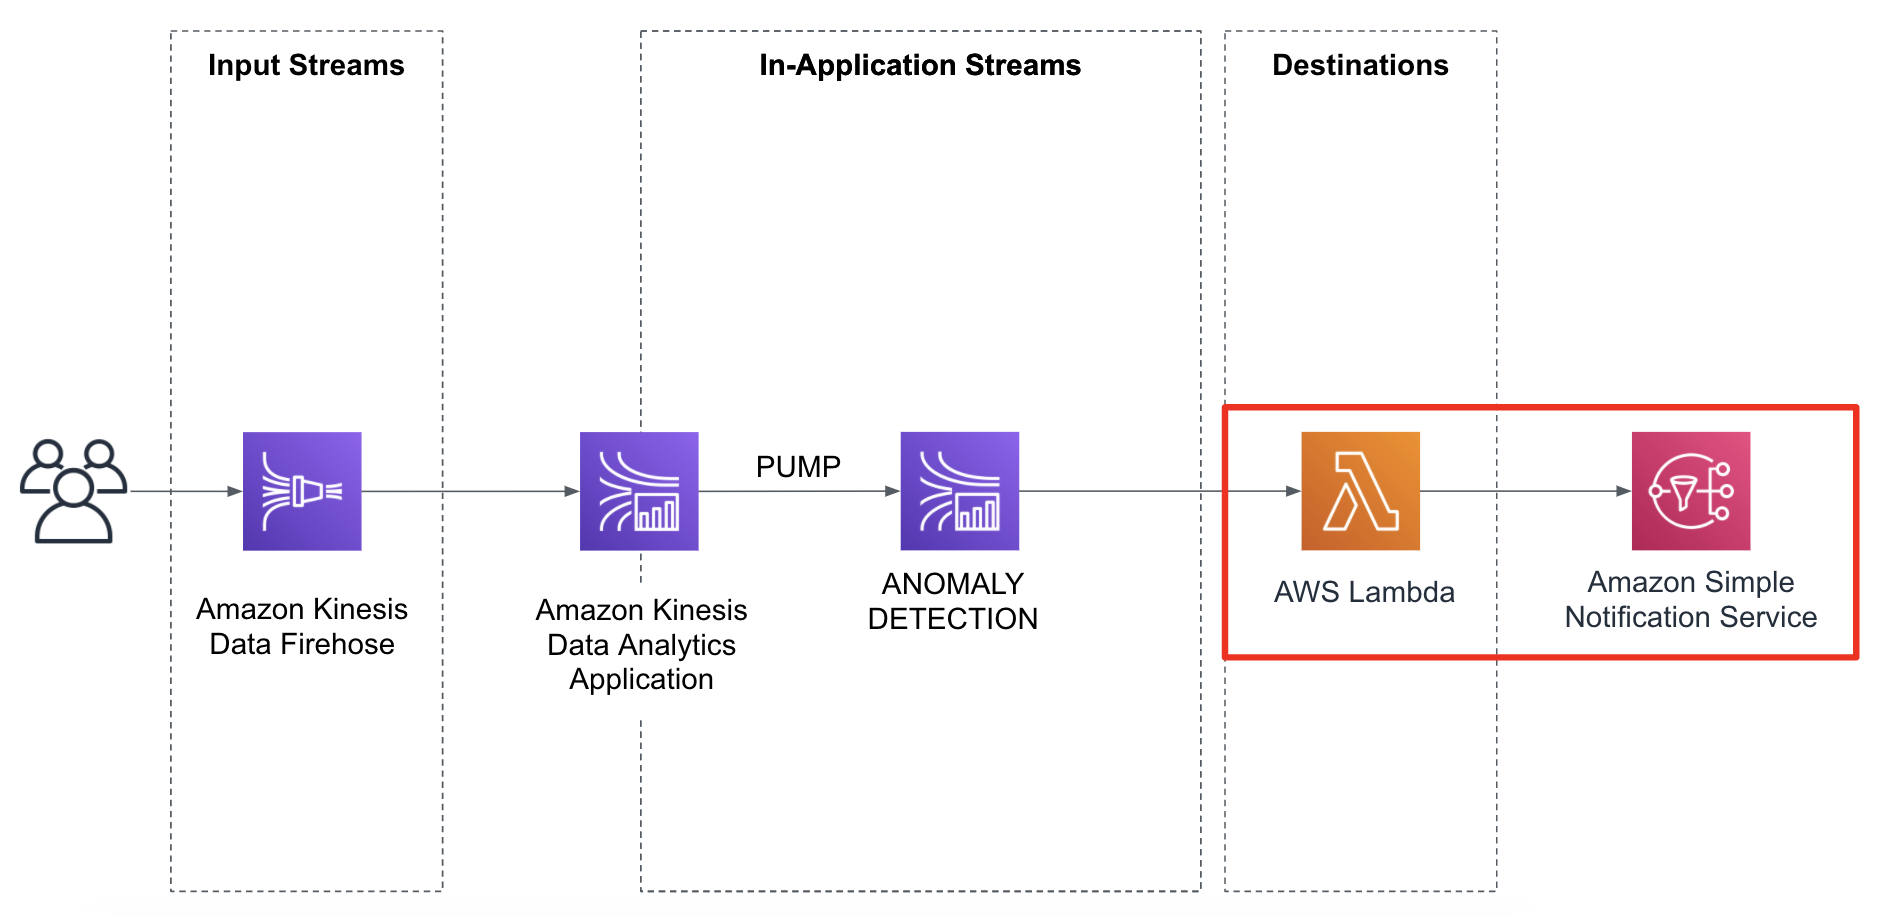 Input Streams
In-Application Streams
Destinations
PUMP
Amazon Kinesis
Data Firehose
Amazon Kinesis
Data Analytics
Application
ANOMALY
DETECTION
AWS Lambda
Amazon Simple
Notification Service